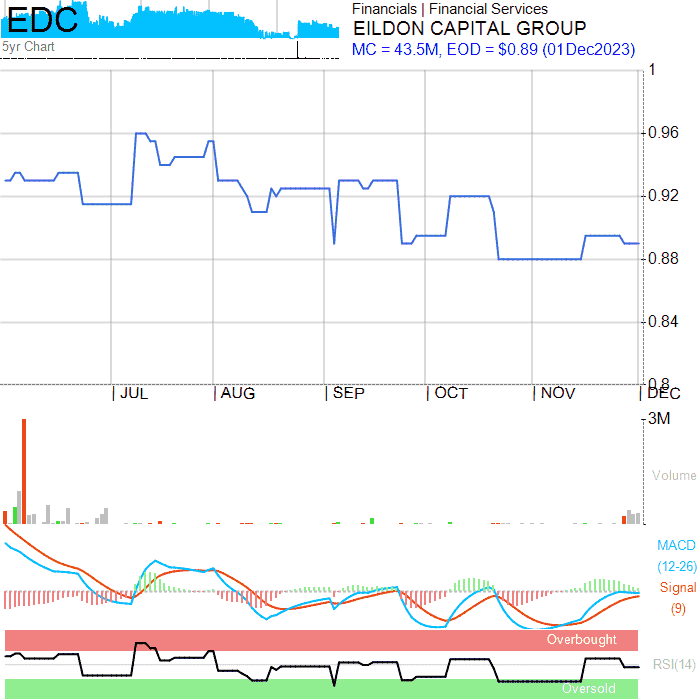 EDC
5yr Chart
Financials | Financial Services
EILDON CAPITAL GROUP
MC = 43.5M, EOD = $0.89 (01Dec2023)
1
0.96
0.92
0.88
0.84
0.8
JUL AUG SEP OCT NOV DEC
3M
Volume
MACD
(12-26)
Signal
(9)
Overbought
RSI(14)
Oversold